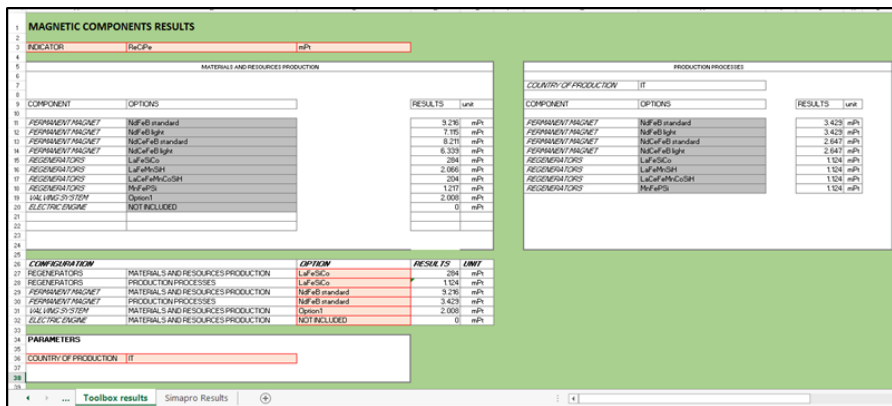 MAGNETIC COMPONENTS RESULTS
INDICATOR ReCiPe mPt
MATERIALS AND RESOURCES PRODUCTION
COMPONENT OPTIONS RESULTS unit
PERMANENT MAGNET NdFeB standard 9.216 mPt
PERMANENT MAGNET NdFeB light 7.115 mPt
PERMANENT MAGNET NdCeFeB standard 8.211 mPt
PERMANENT MAGNET NdCeFeB light 6.339 mPt
REGENERATORS LaFeSiCo 284 mPt
REGENERATORS LaFeMnSiH 2.066 mPt
REGENERATORS LaCeFeMnCoSiH 204 mPt
REGENERATORS MnFePSi 1.217 mPt
VALVING SYSTEM Option1 2.008 mPt
ELECTRIC ENGINE NOT INCLUDED 0 mPt
PRODUCTION PROCESSES
COUNTRY OF PRODUCTION IT
COMPONENT OPTIONS RESULTS unit
PERMANENT MAGNET NdFeB standard 3.429 mPt
PERMANENT MAGNET NdFeB light 3.429 mPt
PERMANENT MAGNET NdCeFeB standard 2.647 mPt
PERMANENT MAGNET NdCeFeB light 2.647 mPt
REGENERATORS LaFeSiCo 1.124 mPt
REGENERATORS LaFeMnSiH 1.124 mPt
REGENERATORS LaCeFeMnCoSiH 1.124 mPt
REGENERATORS MnFePSi 1.124 mPt
CONFIGURATION OPTION RESULTS UNIT
REGENERATORS MATERIALS AND RESOURCES PRODUCTION LaFeSiCo 284 mPt
REGENERATORS PRODUCTION PROCESSES LaFeSiCo 1.124 mPt
PERMANENT MAGNET MATERIALS AND RESOURCES PRODUCTION NdFeB standard 9.216 mPt
PERMANENT MAGNET PRODUCTION PROCESSES NdFeB standard 3.429 mPt
VALVING SYSTEM MATERIALS AND RESOURCES PRODUCTION Option1 2.008 mPt
ELECTRIC ENGINE MATERIALS AND RESOURCES PRODUCTION NOT INCLUDED 0 mPt
PARAMETERS
COUNTRY OF PRODUCTION IT
... Toolbox results Simapro Results